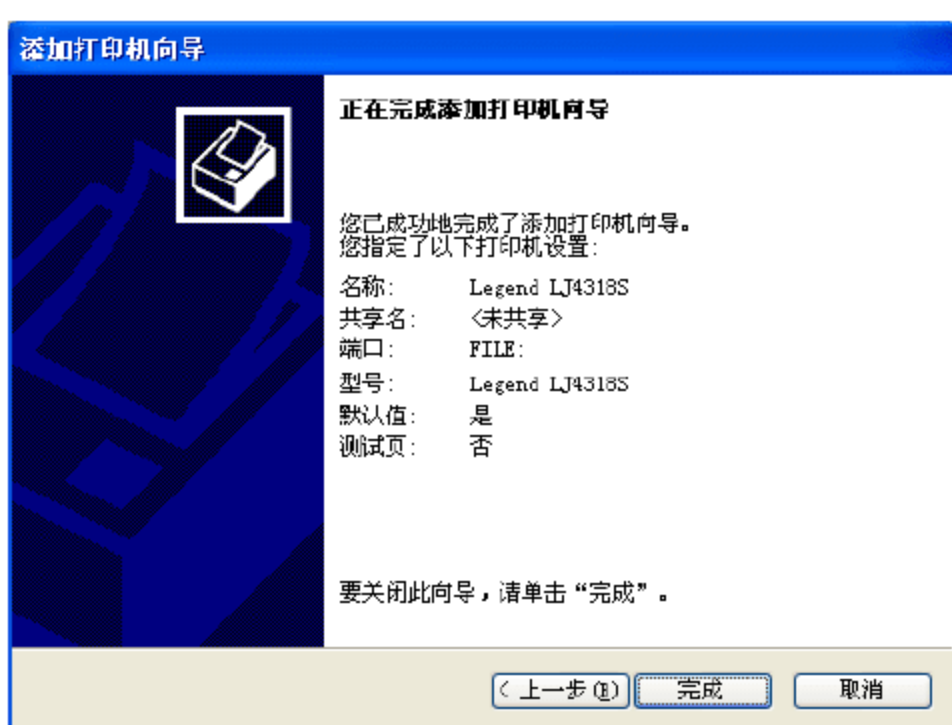 添加打印机向导
正在完成添加打印机向导
您已成功地完成了添加打印机向导。
您指定了以下打印机设置:
名称: Legend LJ4318S
共享名: <未共享>
端口: FILE:
型号: Legend LJ4318S
默认值: 是
测试页: 否
要关闭此向导,请单击“完成”。
< 上一步(B) 完成 取消